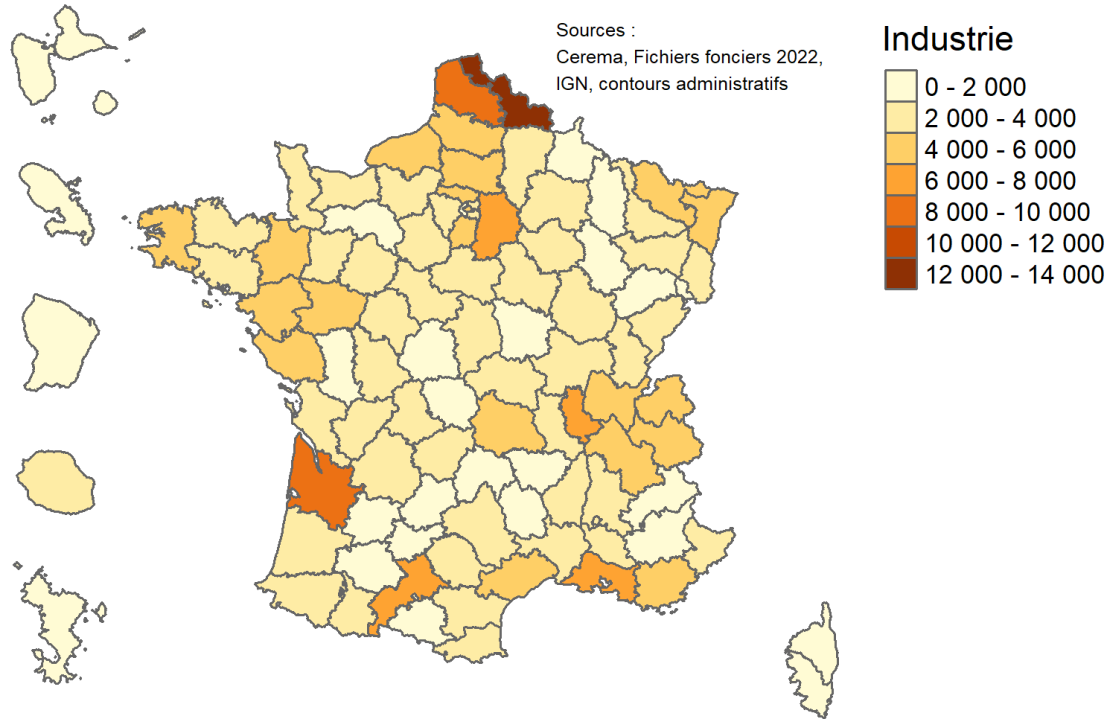 Sources :
Cerema, Fichiers fonciers 2022,
IGN, contours administratifs
Industrie
0 - 2 000
2 000 - 4 000
4 000 - 6 000
6 000 - 8 000
8 000 - 10 000
10 000 - 12 000
12 000 - 14 000